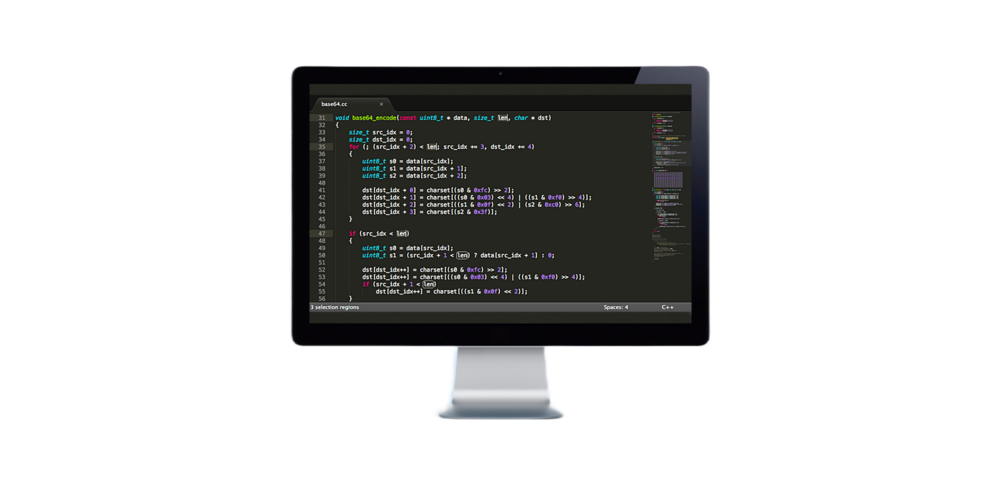 base64.cc ×
31 void base64_encode(const uint8_t * data, size_t len, char * dst)
32 {
33 size_t src_idx = 0;
34 size_t dst_idx = 0;
35 for (; (src_idx + 2) < len; src_idx += 3, dst_idx += 4)
36 {
37 uint8_t s0 = data[src_idx];
38 uint8_t s1 = data[src_idx + 1];
39 uint8_t s2 = data[src_idx + 2];
40
41 dst[dst_idx + 0] = charset[(s0 & 0xfc) >> 2];
42 dst[dst_idx + 1] = charset[((s0 & 0x03) << 4) | ((s1 & 0xf0) >> 4)];
43 dst[dst_idx + 2] = charset[((s1 & 0x0f) << 2) | (s2 & 0xc0) >> 6];
44 dst[dst_idx + 3] = charset[s2 & 0x3f];
45 }
46
47 if (src_idx < len)
48 {
49 uint8_t s0 = data[src_idx];
50 uint8_t s1 = (src_idx + 1 < len) ? data[src_idx + 1] : 0;
51
52 dst[dst_idx++] = charset[(s0 & 0xfc) >> 2];
53 dst[dst_idx++] = charset[((s0 & 0x03) << 4) | ((s1 & 0xf0) >> 4)];
54 if (src_idx + 1 < len)
55 dst[dst_idx++] = charset[((s1 & 0x0f) << 2)];
56 }
3 selection regions Spaces: 4 C++